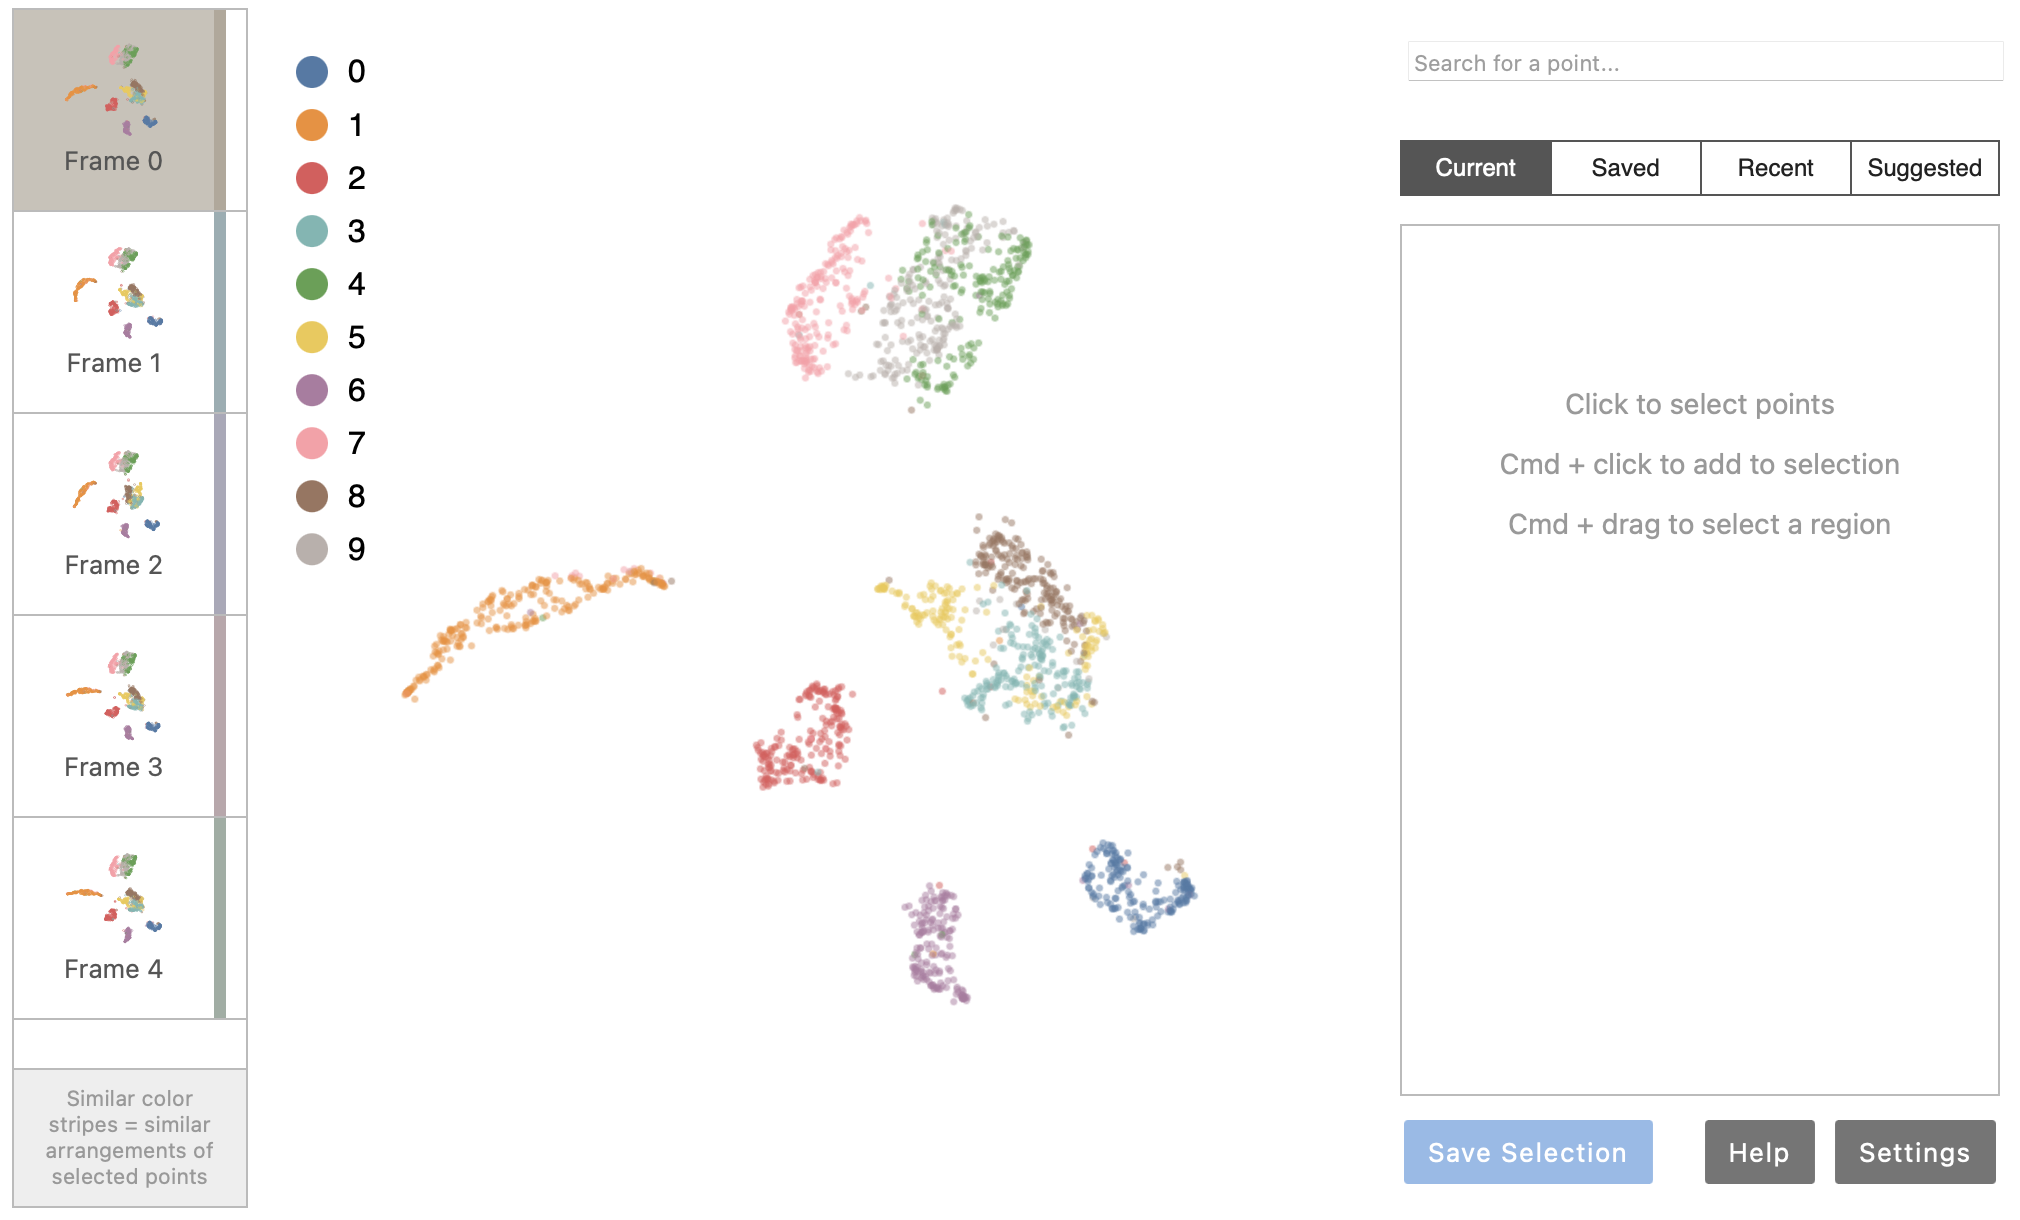 Frame 0
Frame 1
Frame 2
Frame 3
Frame 4
Similar color
stripes = similar
arrangements of
selected points
0
1
2
3
4
5
6
7
8
9
Search for a point...
Current
Saved
Recent
Suggested
Click to select points
Cmd + click to add to selection
Cmd + drag to select a region
Save Selection
Help
Settings